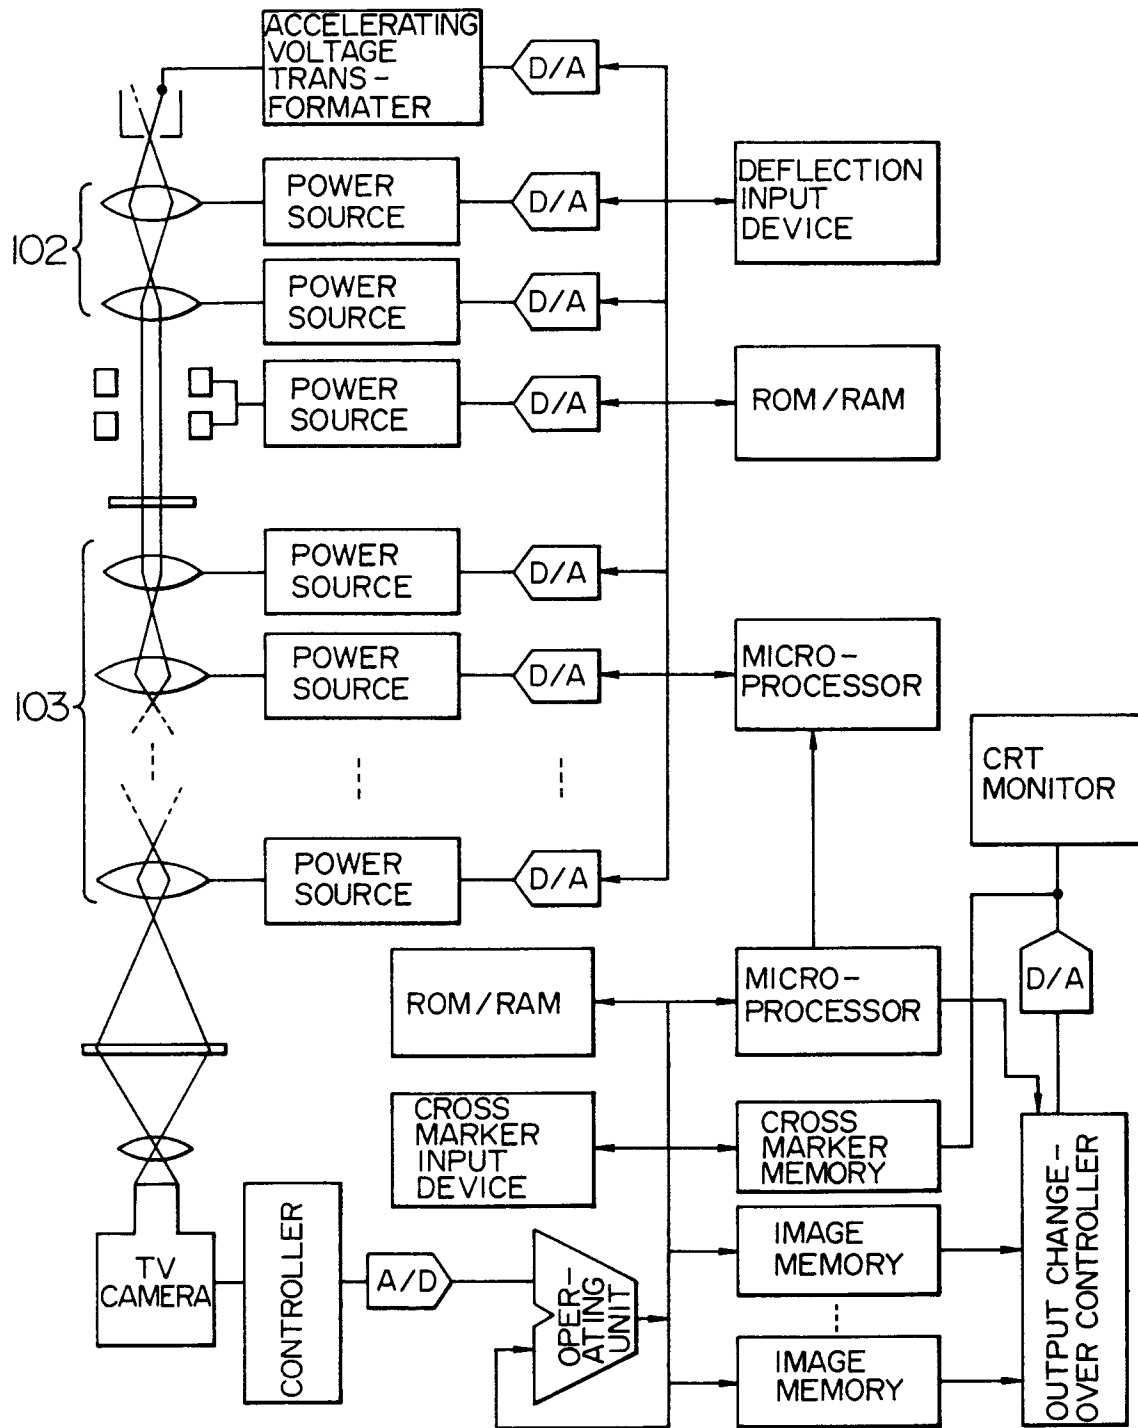 ACCELERATING
VOLTAGE
TRANS-
FORMATER
D/A
POWER
SOURCE
D/A
DEFLECTION
INPUT
DEVICE
102
POWER
SOURCE
D/A
POWER
SOURCE
D/A
ROM/RAM
POWER
SOURCE
D/A
103
POWER
SOURCE
D/A
MICRO-
PROCESSOR
CRT
MONITOR
POWER
SOURCE
D/A
ROM/RAM
MICRO-
PROCESSOR
D/A
CROSS
MARKER
INPUT
DEVICE
CROSS
MARKER
MEMORY
TV
CAMERA
CONTROLLER
A/D
OPER-
ATING
UNIT
IMAGE
MEMORY
IMAGE
MEMORY
OUTPUT CHANGE-
OVER CONTROLLER